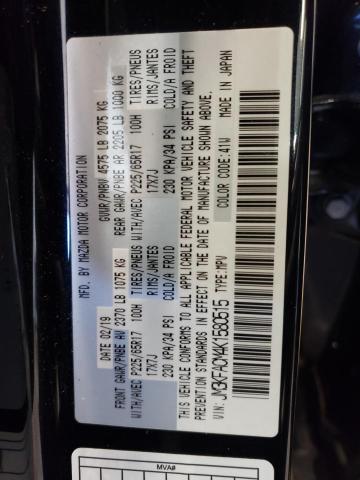 MFD. BY MAZDA MOTOR CORPORATION
DATE: 02/19 GVWR/PNBV 4575 LB 2075 KG
FRONT GAWR/PNBE AV 2370 LB 1075 KG REAR GAWR/PNBE AR 2205 LB 1000 KG
WITH/AVEC P225/65R17 100H TIRES/PNEUS WITH/AVEC P225/65R17 100H TIRES/PNEUS
17X7J RIMS/JANTES 17X7J RIMS/JANTES
230 KPA/34 PSI COLD/A FROID 230 KPA/34 PSI COLD/A FROID
THIS VEHICLE CONFORMS TO ALL APPLICABLE FEDERAL MOTOR VEHICLE SAFETY AND THEFT
PREVENTION STANDARDS IN EFFECT ON THE DATE OF MANUFACTURE SHOWN ABOVE.
VIN: JM3KFACM4K1580515 TYPE:MPV COLOR CODE:41W MADE IN JAPAN
MVA#